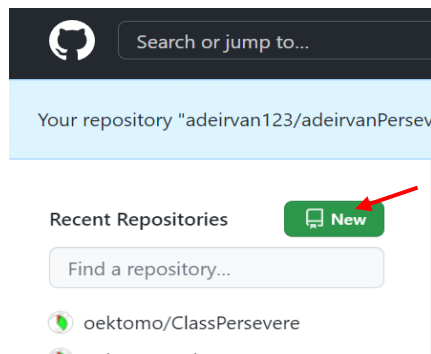 Search or jump to...
Your repository "adeirvan123/adeirvanPersev
Recent Repositories
New
Find a repository...
oektomo/ClassPersevere